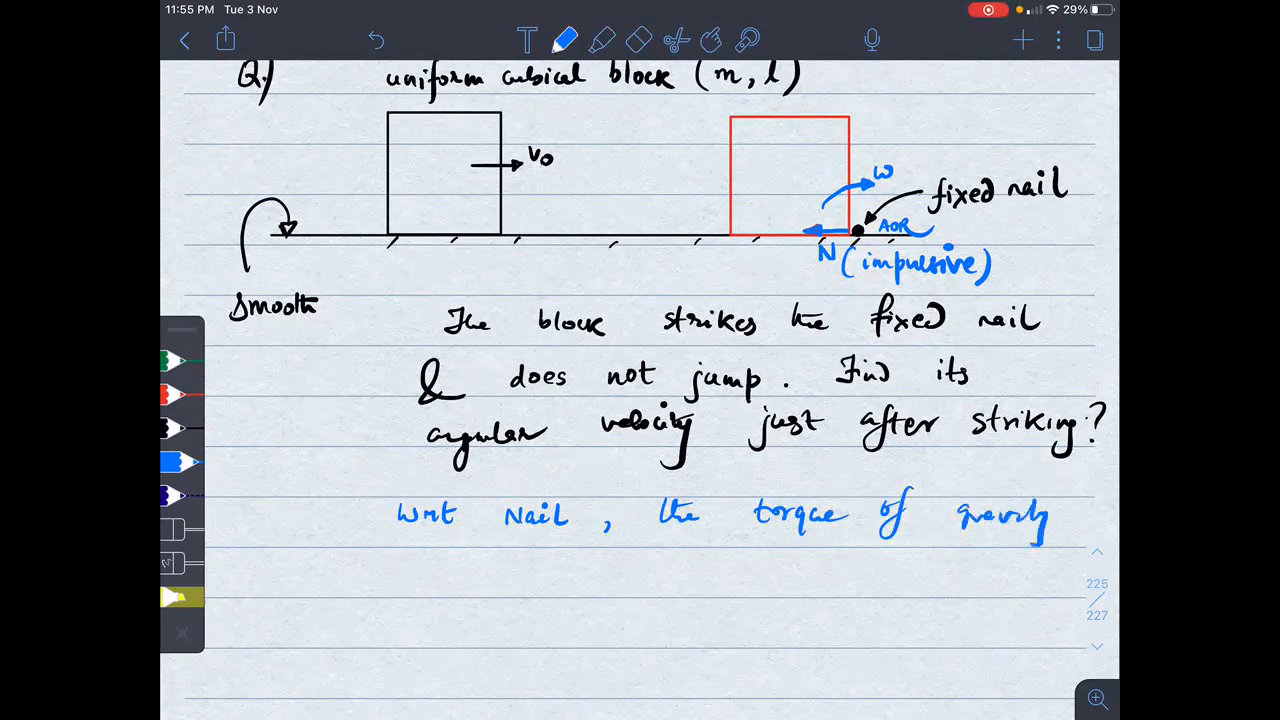 11:55 PM Tue 3 Nov
29%
Q.) uniform cubical block (m, l)
v₀
ω
fixed nail
AOR
N (impulsive)
smooth
The block strikes the fixed nail
& does not jump. Find its
angular velocity just after striking?
wrt Nail, the torque of gravity
225
227